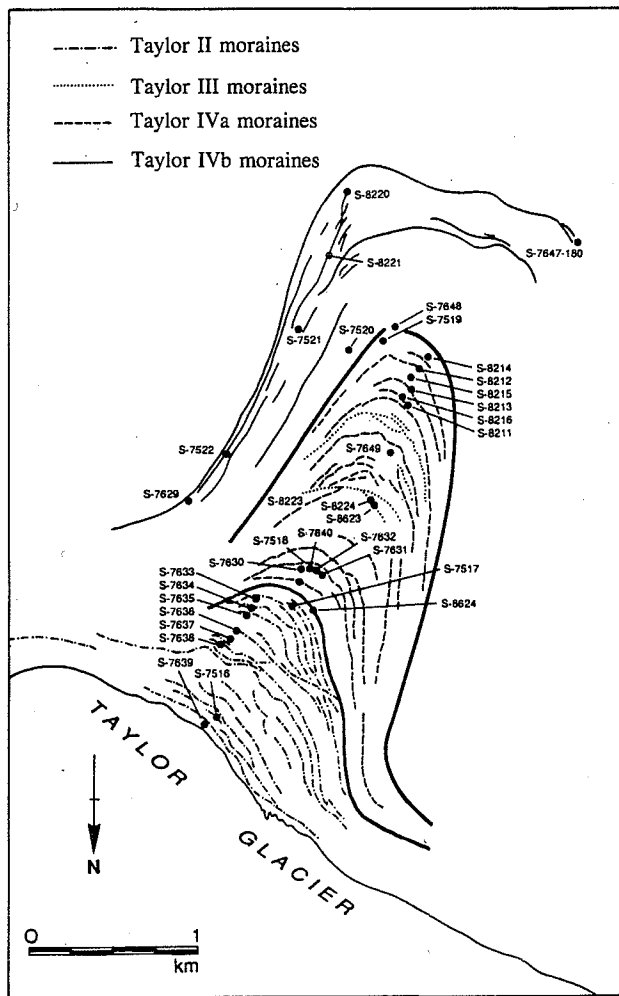 Taylor II moraines
Taylor III moraines
Taylor IVa moraines
Taylor IVb moraines
S-8220
S-7647-180
S-8221
S-7648
S-7519
S-7521
S-7520
S-8214
S-8212
S-8215
S-8213
S-8216
S-8211
S-7522
S-7649
S-7629
S-8223
S-8224
S-8623
S-7518
S-7640
S-7632
S-7630
S-7631
S-7633
S-7634
S-7635
S-7636
S-7637
S-7638
S-7517
S-8624
S-7639
S-7516
TAYLOR
GLACIER
N
0 1
km